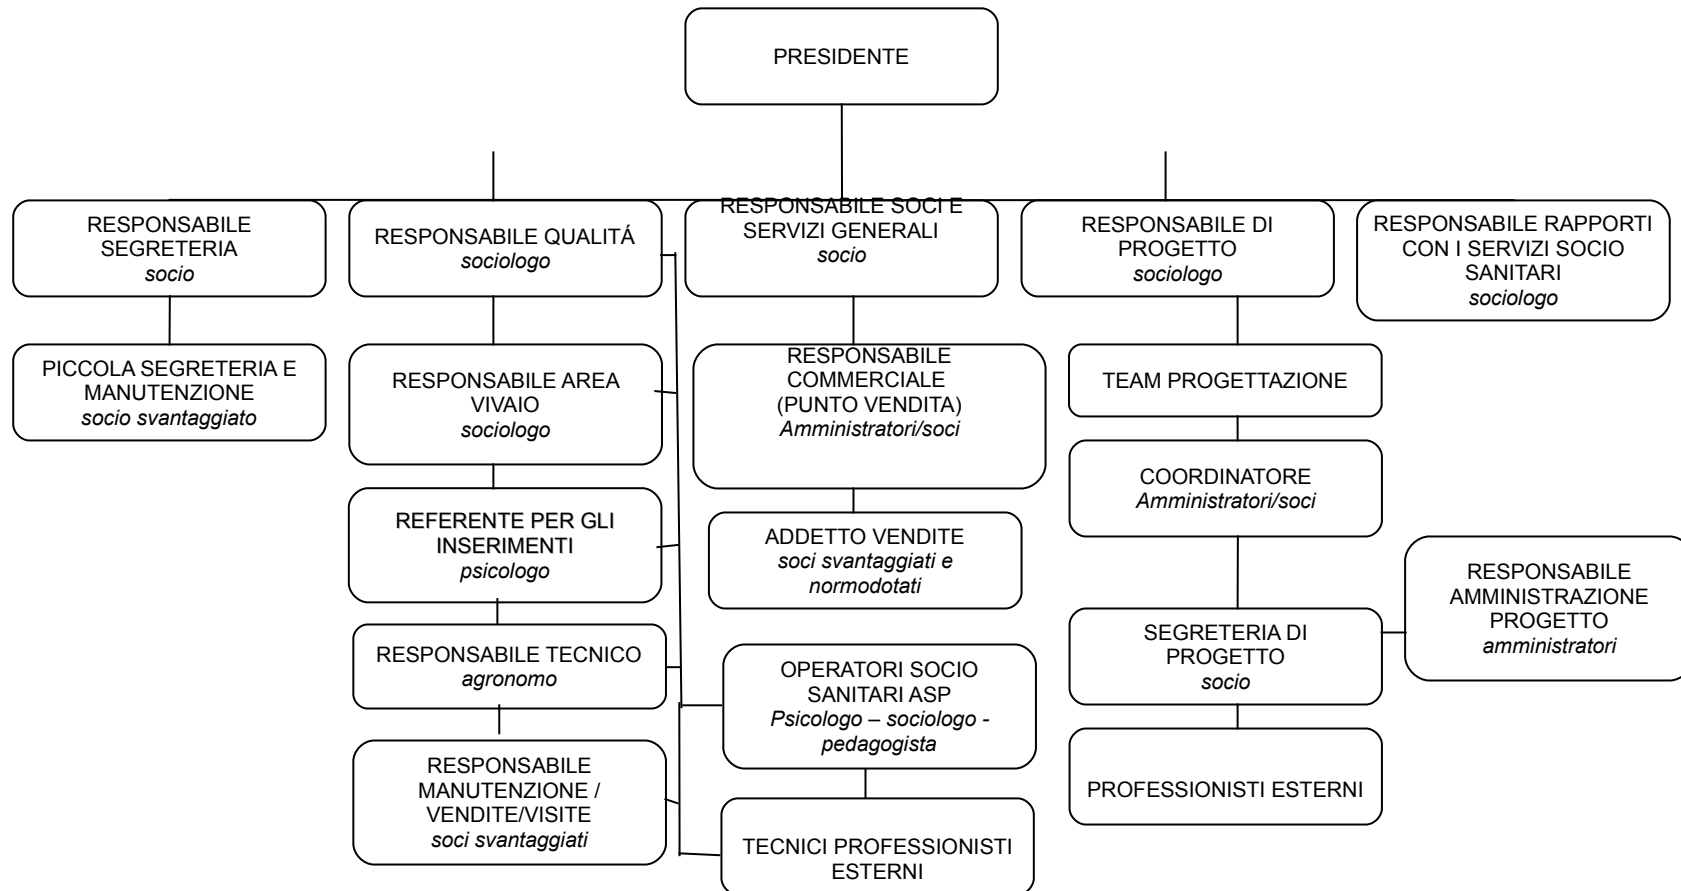 PRESIDENTE
RESPONSABILE
SEGRETERIA
socio
RESPONSABILE QUALITÁ
sociologo
RESPONSABILE SOCI E
SERVIZI GENERALI
socio
RESPONSABILE DI
PROGETTO
sociologo
RESPONSABILE RAPPORTI
CON I SERVIZI SOCIO
SANITARI
sociologo
PICCOLA SEGRETERIA E
MANUTENZIONE
socio svantaggiato
RESPONSABILE AREA
VIVAIO
sociologo
RESPONSABILE
COMMERCIALE
(PUNTO VENDITA)
Amministratori/soci
TEAM PROGETTAZIONE
COORDINATORE
Amministratori/soci
REFERENTE PER GLI
INSERIMENTI
psicologo
ADDETTO VENDITE
soci svantaggiati e
normodotati
RESPONSABILE
AMMINISTRAZIONE
PROGETTO
amministratori
RESPONSABILE TECNICO
agronomo
OPERATORI SOCIO
SANITARI ASP
Psicologo – sociologo -
pedagogista
SEGRETERIA DI
PROGETTO
socio
RESPONSABILE
MANUTENZIONE /
VENDITE/VISITE
soci svantaggiati
TECNICI PROFESSIONISTI
ESTERNI
PROFESSIONISTI ESTERNI